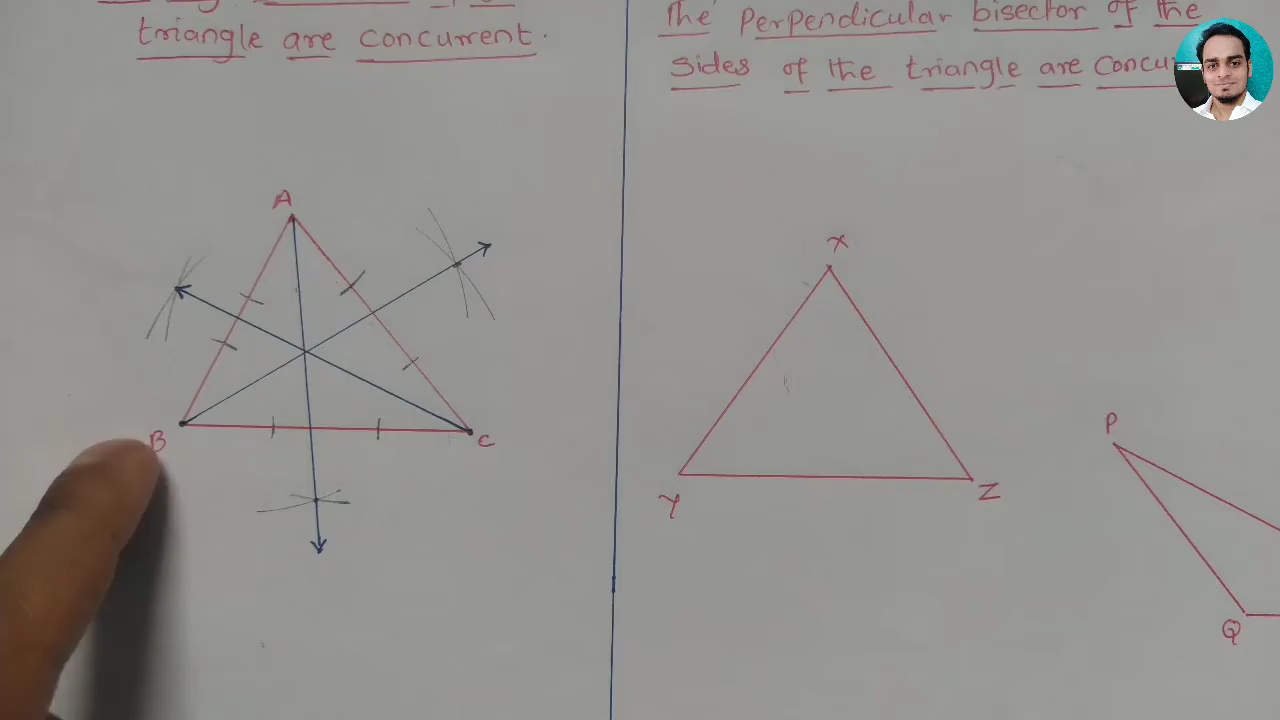 triangle are concurrent.
The perpendicular bisector of the
sides of the triangle are
A
B
C
X
Y
Z
P
Q